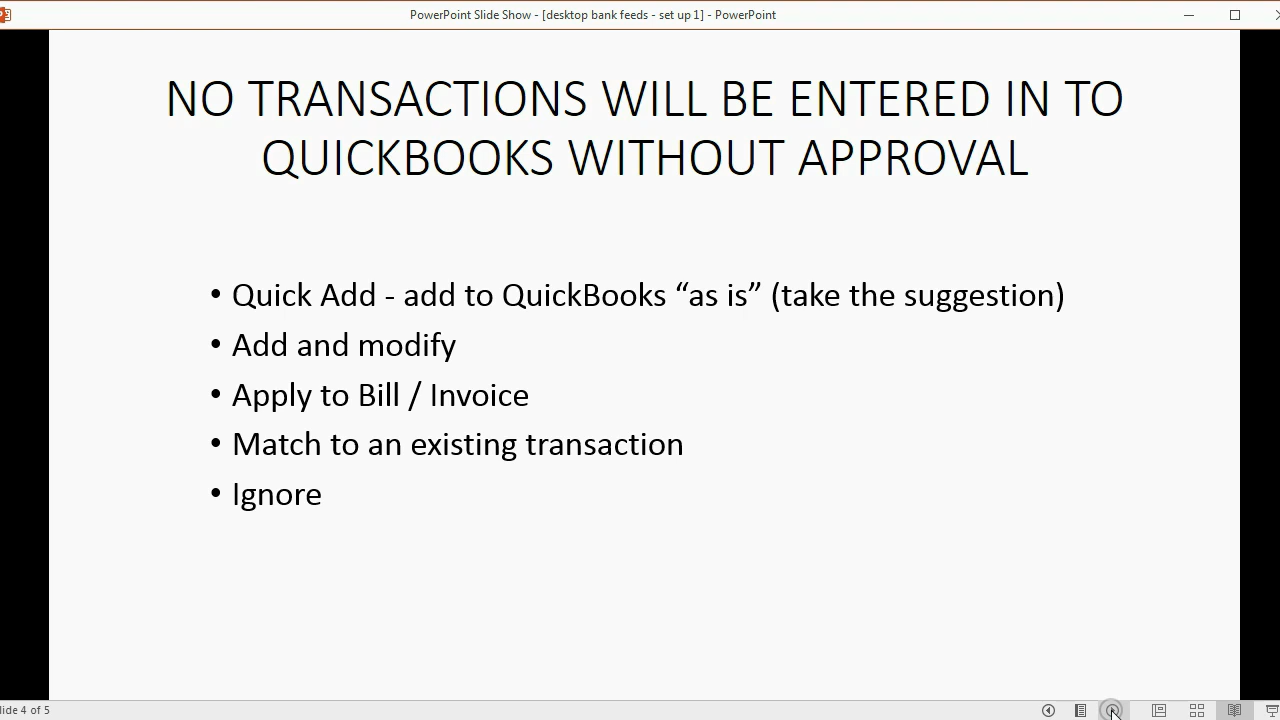 PowerPoint Slide Show - [desktop bank feeds - set up 1] - PowerPoint
NO TRANSACTIONS WILL BE ENTERED IN TO
QUICKBOOKS WITHOUT APPROVAL
• Quick Add - add to QuickBooks “as is” (take the suggestion)
• Add and modify
• Apply to Bill / Invoice
• Match to an existing transaction
• Ignore
lide 4 of 5